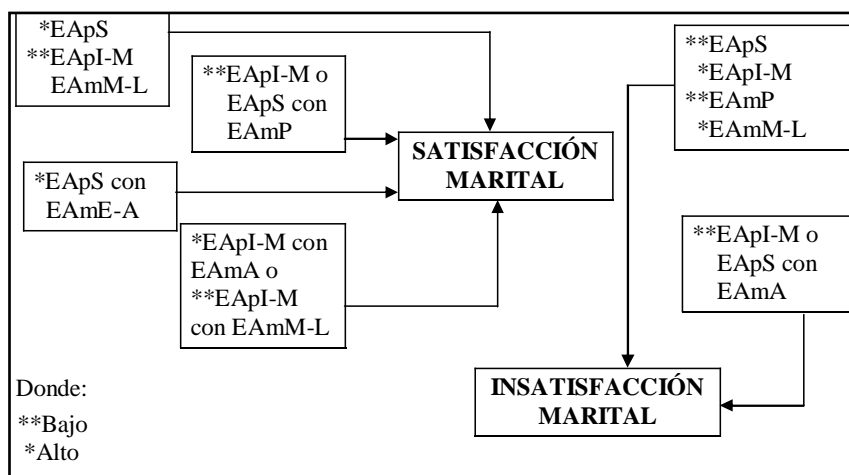 *EApS
**EApI-M
EAmM-L
**EApI-M o
EApS con
EAmP
*EApS con
EAmE-A
*EApI-M con
EAmA o
**EApI-M
con EAmM-L
SATISFACCIÓN
MARITAL
**EApS
*EApI-M
**EAmP
*EAmM-L
**EApI-M o
EApS con
EAmA
INSATISFACCIÓN
MARITAL
Donde:
**Bajo
*Alto